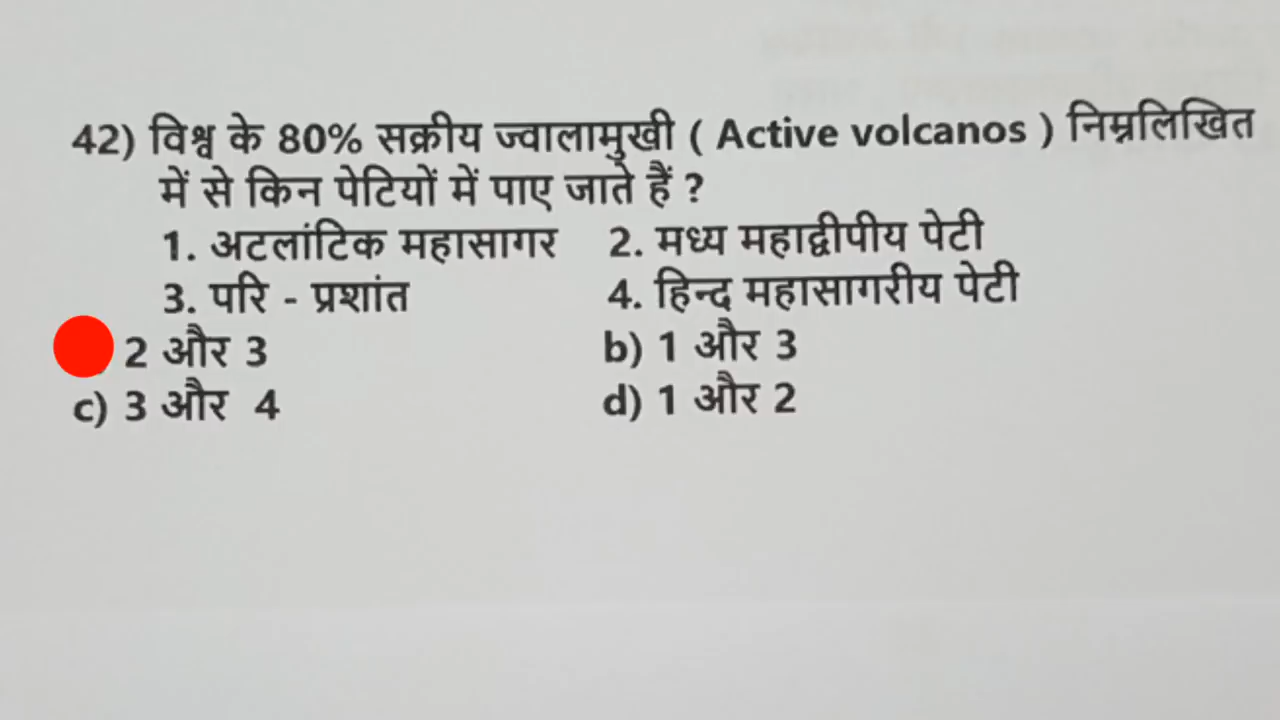 42) विश्व के 80% सक्रीय ज्वालामुखी ( Active volcanos ) निम्नलिखित
में से किन पेटियों में पाए जाते हैं ?
1. अटलांटिक महासागर 2. मध्य महाद्वीपीय पेटी
3. परि - प्रशांत 4. हिन्द महासागरीय पेटी
2 और 3 b) 1 और 3
c) 3 और 4 d) 1 और 2